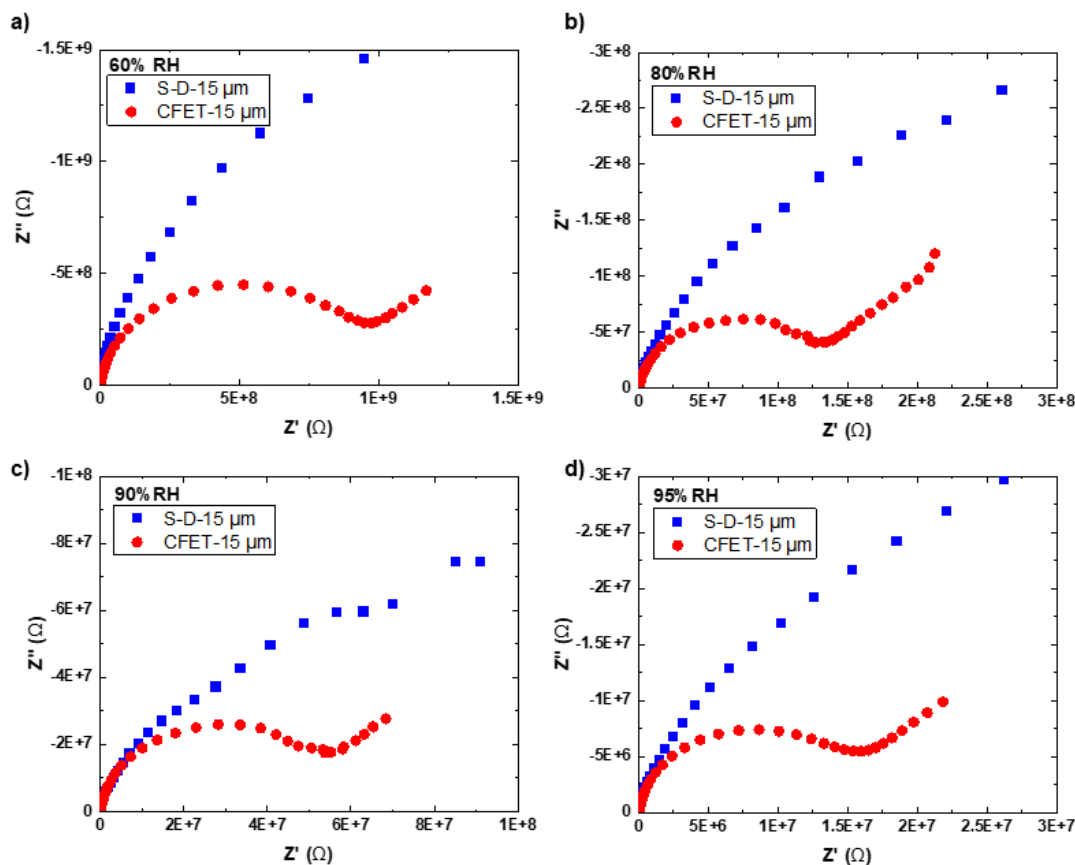 a)
60% RH
S-D-15 µm
CFET-15 µm
-1.5E+9
-1E+9
-5E+8
0
Z'' (Ω)
0
5E+8
1E+9
1.5E+9
Z' (Ω)
b)
80% RH
S-D-15 µm
CFET-15 µm
-3E+8
-2.5E+8
-2E+8
-1.5E+8
-1E+8
-5E+7
0
Z''
0
5E+7
1E+8
1.5E+8
2E+8
2.5E+8
3E+8
Z' (Ω)
c)
90% RH
S-D-15 µm
CFET-15 µm
-1E+8
-8E+7
-6E+7
-4E+7
-2E+7
0
Z'' (Ω)
0
2E+7
4E+7
6E+7
8E+7
1E+8
Z' (Ω)
d)
95% RH
S-D-15 µm
CFET-15 µm
-3E+7
-2.5E+7
-2E+7
-1.5E+7
-1E+7
-5E+6
0
Z'' (Ω)
0
5E+6
1E+7
1.5E+7
2E+7
2.5E+7
3E+7
Z' (Ω)